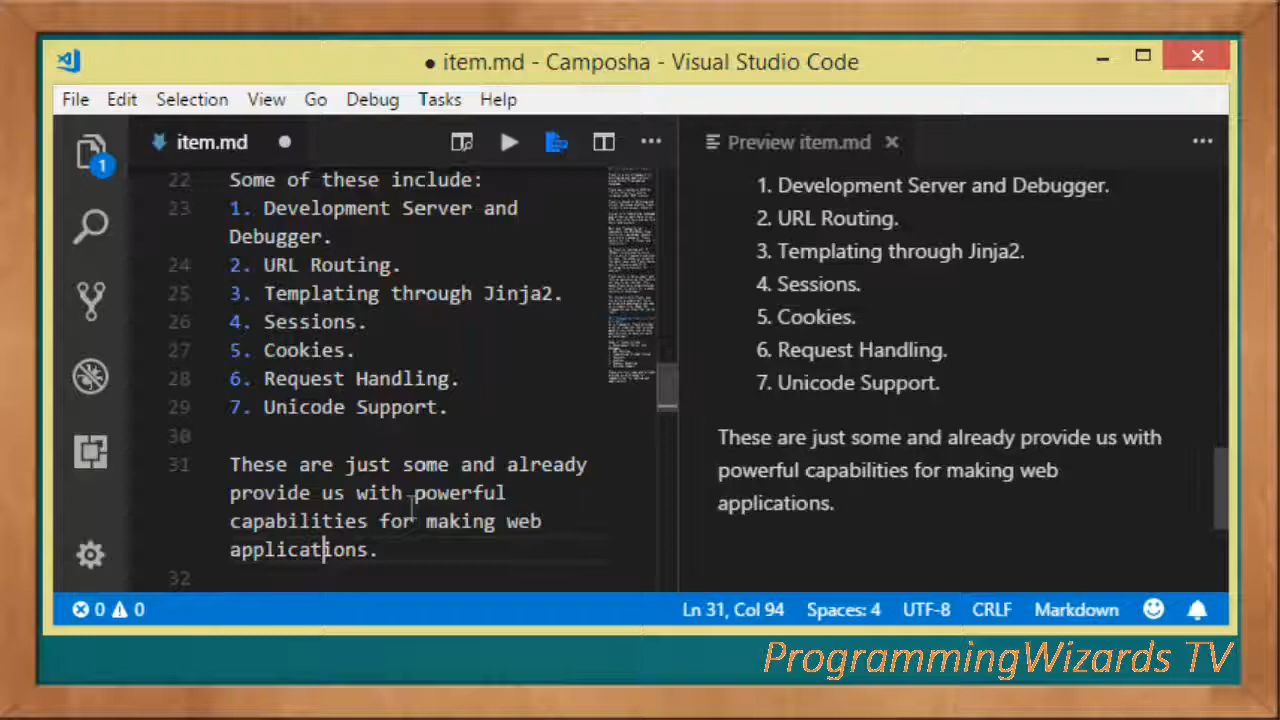 ● item.md - Camposha - Visual Studio Code
File Edit Selection View Go Debug Tasks Help
1
item.md
22 Some of these include:
23 1. Development Server and
Debugger.
24 2. URL Routing.
25 3. Templating through Jinja2.
26 4. Sessions.
27 5. Cookies.
28 6. Request Handling.
29 7. Unicode Support.
30
31 These are just some and already
provide us with powerful
capabilities for making web
applications.
32
Preview item.md
1. Development Server and Debugger.
2. URL Routing.
3. Templating through Jinja2.
4. Sessions.
5. Cookies.
6. Request Handling.
7. Unicode Support.
These are just some and already provide us with
powerful capabilities for making web
applications.
0 0 Ln 31, Col 94 Spaces: 4 UTF-8 CRLF Markdown
ProgrammingWizards TV